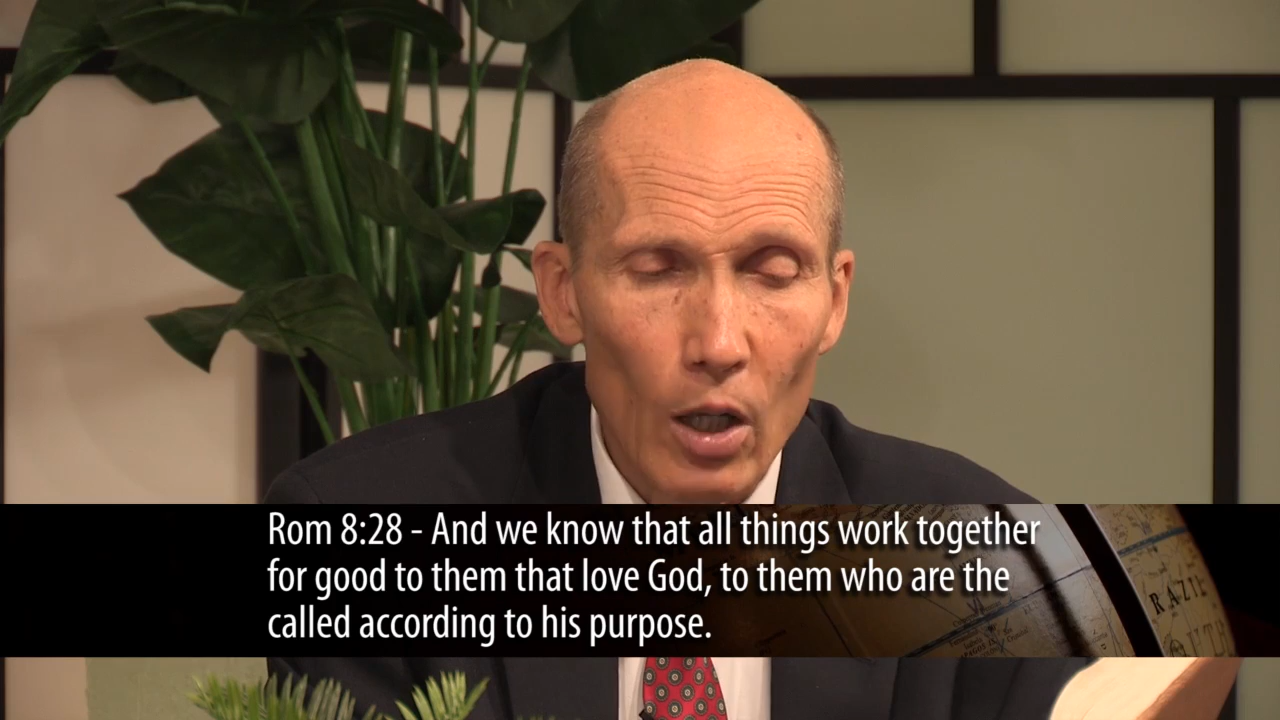 Rom 8:28 - And we know that all things work together
for good to them that love God, to them who are the
called according to his purpose.
RAZIL